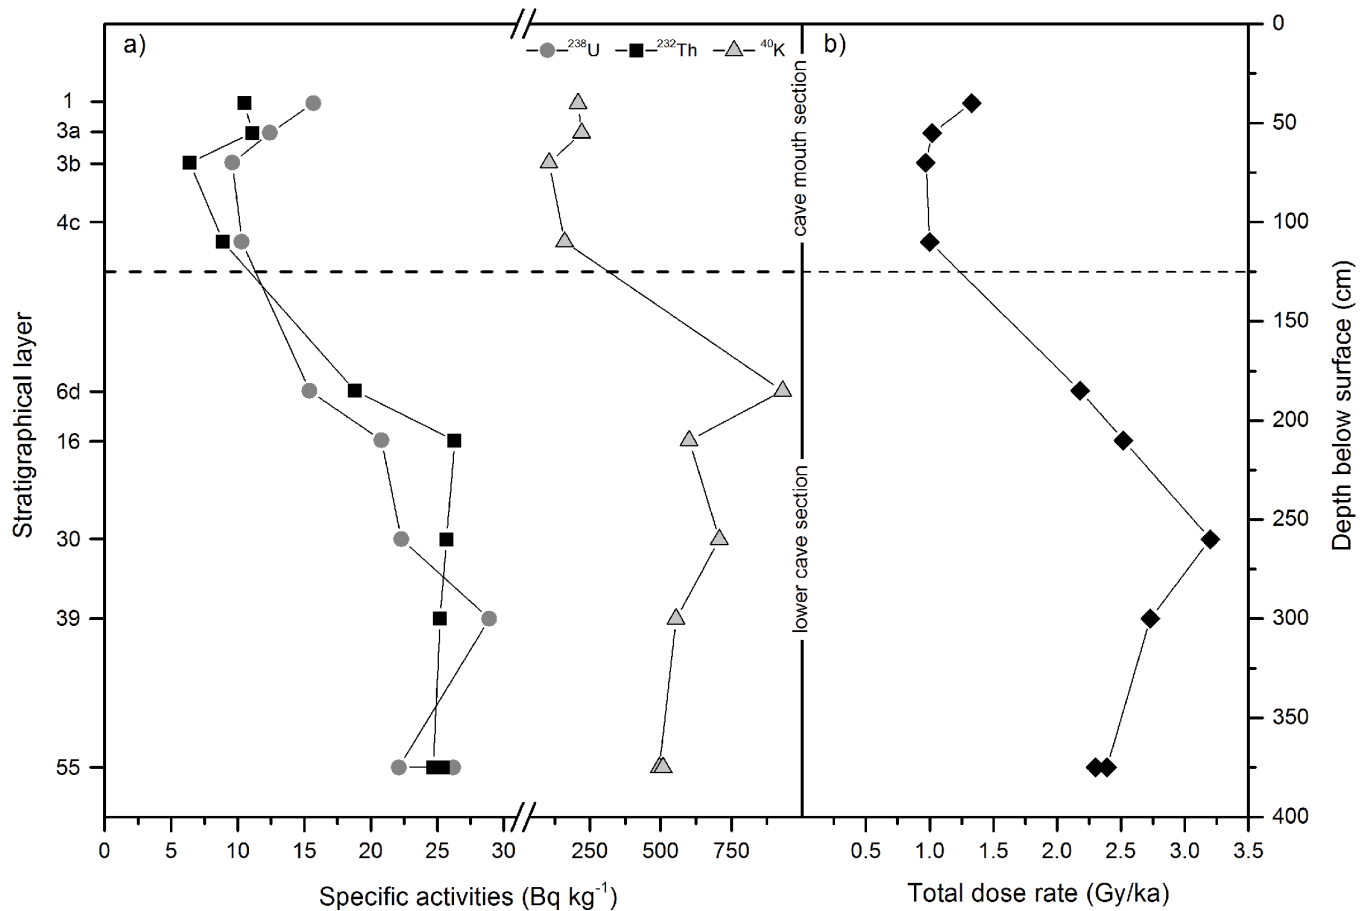 a)
²³⁸U ²³²Th ⁴⁰K
b)
Stratigraphical layer
1
3a
3b
4c
6d
16
30
39
55
0 5 10 15 20 25 30 250 500 750
Specific activities (Bq kg⁻¹)
cave mouth section
lower cave section
0.5 1.0 1.5 2.0 2.5 3.0 3.5
Total dose rate (Gy/ka)
0
50
100
150
200
250
300
350
400
Depth below surface (cm)